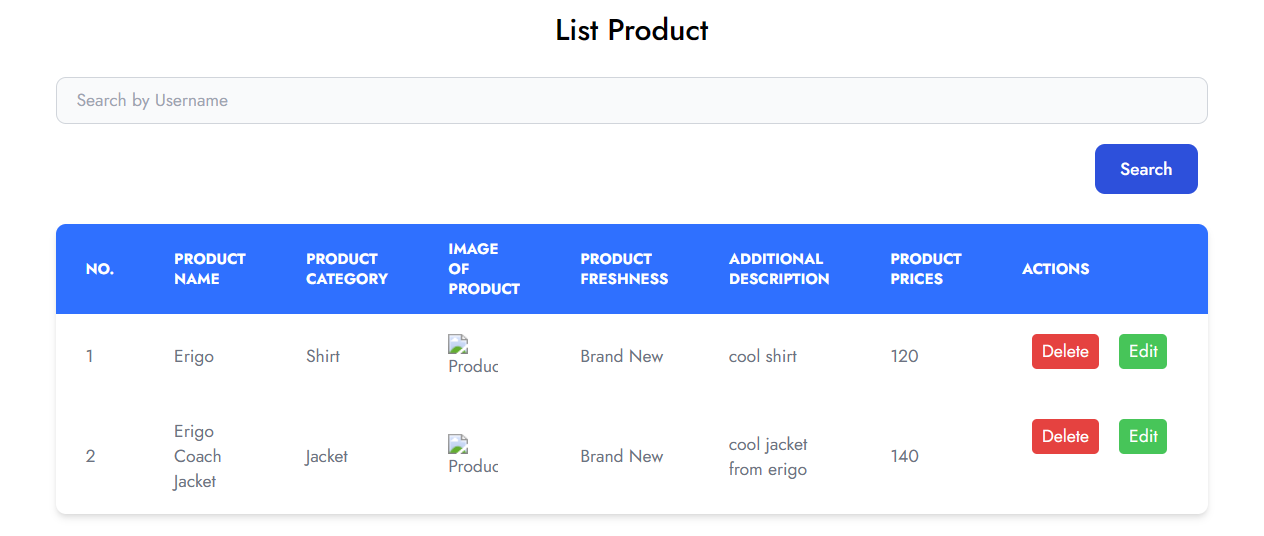 List Product
Search by Username
Search
NO.
PRODUCT NAME
PRODUCT CATEGORY
IMAGE OF PRODUCT
PRODUCT FRESHNESS
ADDITIONAL DESCRIPTION
PRODUCT PRICES
ACTIONS
1
Erigo
Shirt
Produc
Brand New
cool shirt
120
Delete
Edit
2
Erigo
Coach
Jacket
Jacket
Produc
Brand New
cool jacket
from erigo
140
Delete
Edit